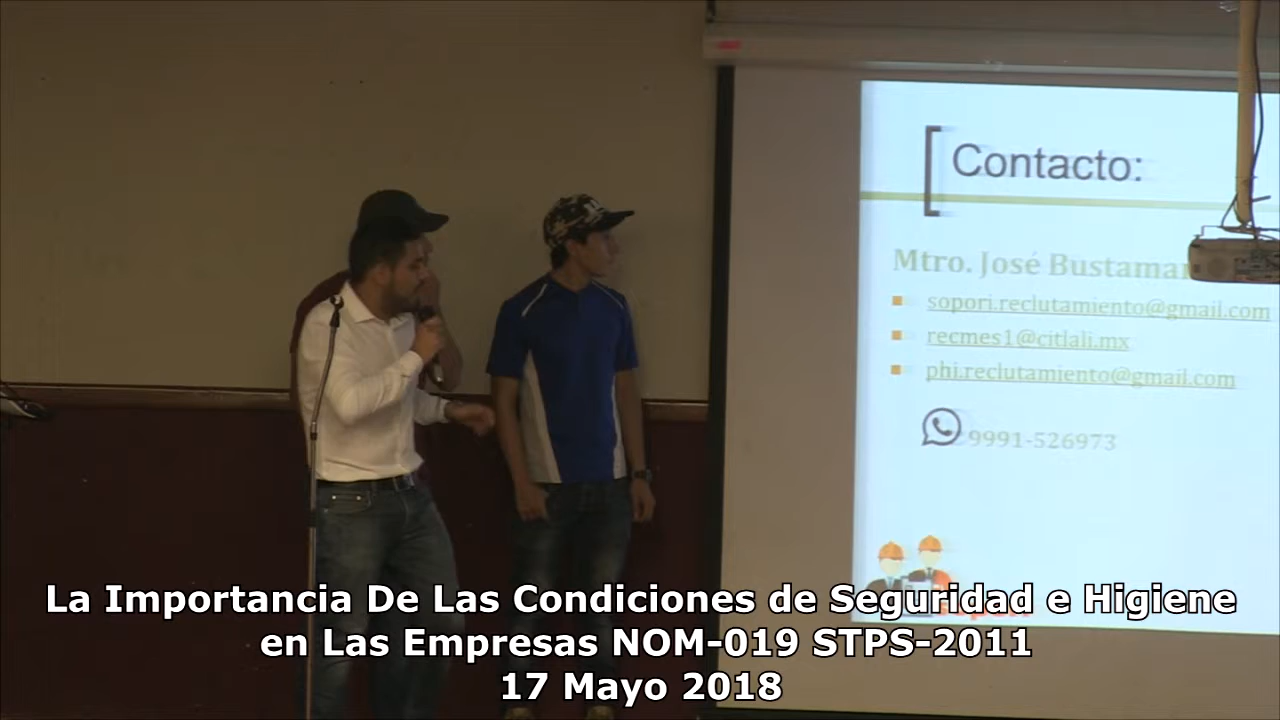 Contacto:
Mtro. José
sopori.reclutamiento@gmail.com
recmes1@citlali.mx
phi.reclutamiento@gmail.com
9991-526973
La Importancia De Las Condiciones de Seguridad e Higiene
en Las Empresas NOM-019 STPS-2011
17 Mayo 2018